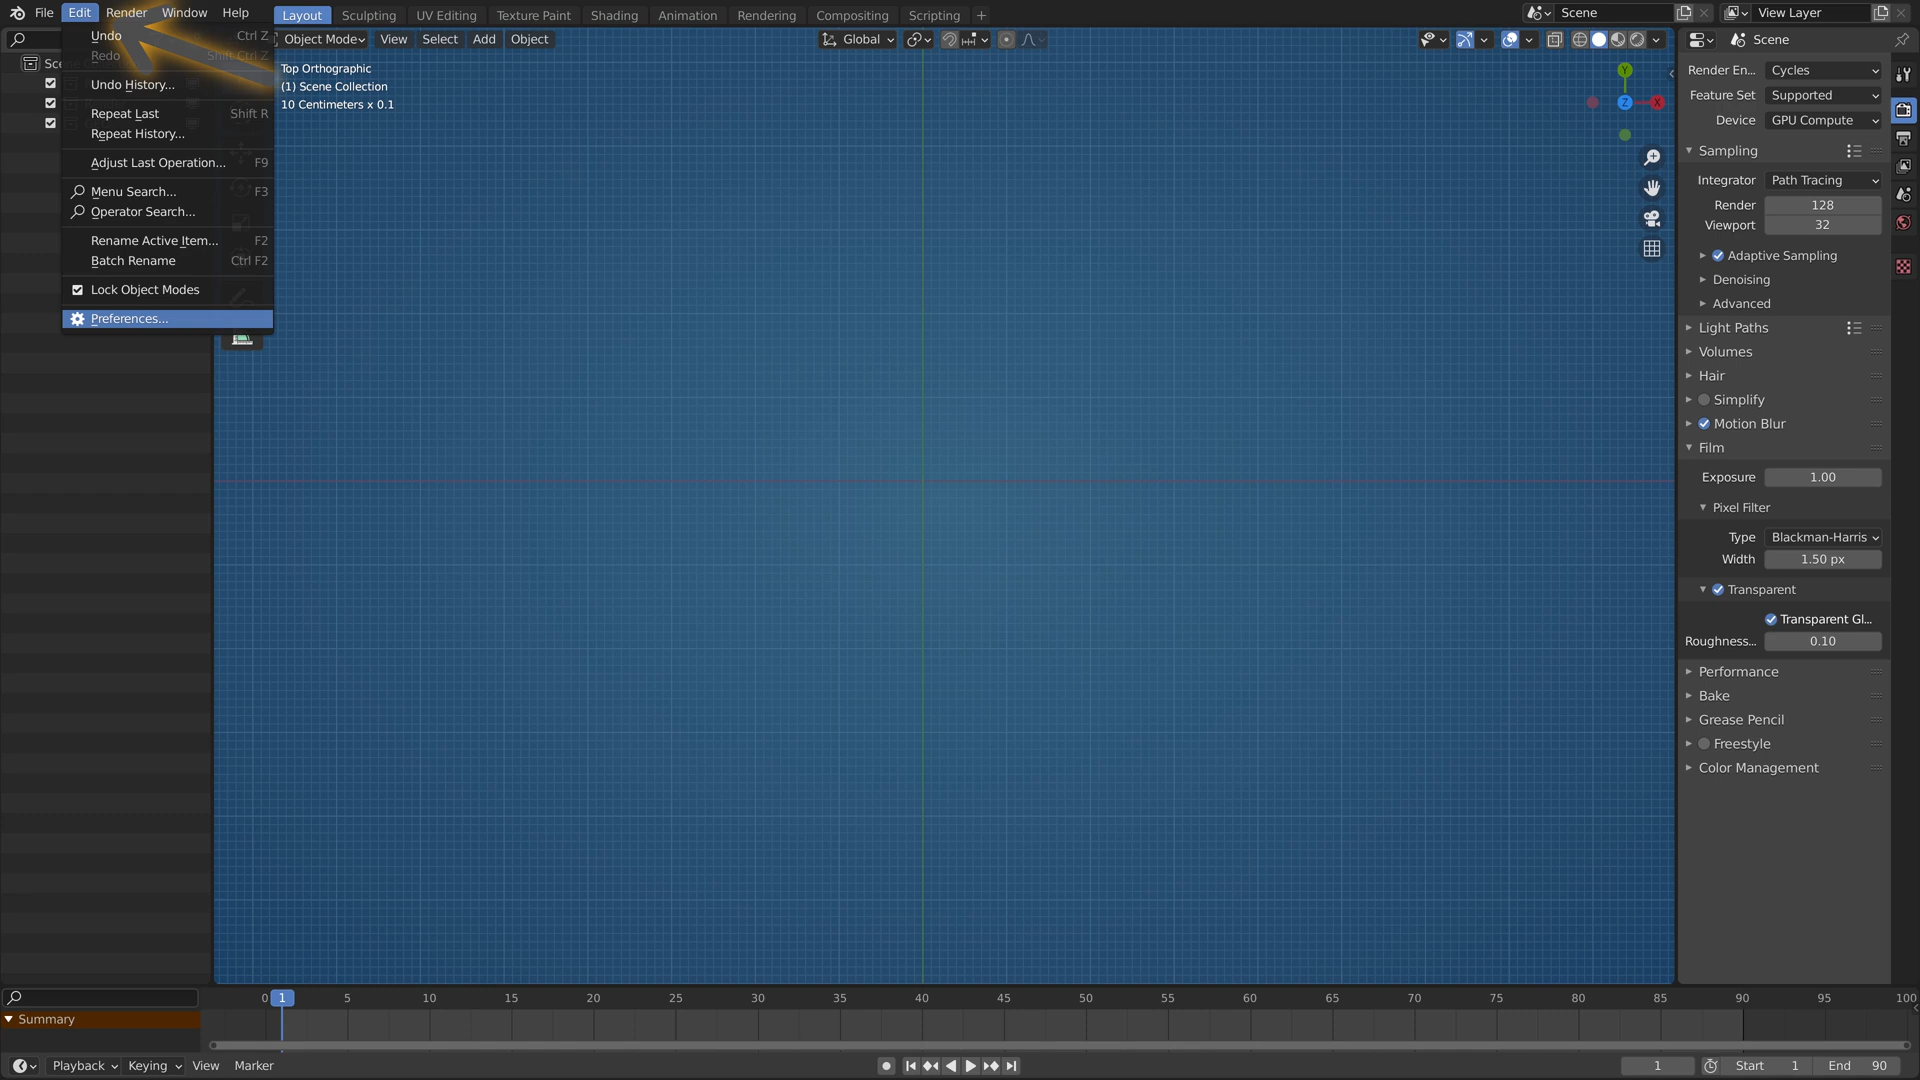 File Edit Render Window Help Layout Sculpting UV Editing Texture Paint Shading Animation Rendering Compositing Scripting + Scene View Layer
Object Mode View Select Add Object Global Scene
Undo Ctrl Z
Redo Shift Ctrl Z
Undo History...
Repeat Last Shift R
Repeat History...
Adjust Last Operation... F9
Menu Search... F3
Operator Search...
Rename Active Item... F2
Batch Rename Ctrl F2
Lock Object Modes
Preferences...
Top Orthographic
(1) Scene Collection
10 Centimeters x 0.1
Y
Z X
Render En... Cycles
Feature Set Supported
Device GPU Compute
Sampling
Integrator Path Tracing
Render 128
Viewport 32
Adaptive Sampling
Denoising
Advanced
Light Paths
Volumes
Hair
Simplify
Motion Blur
Film
Exposure 1.00
Pixel Filter
Type Blackman-Harris
Width 1.50 px
Transparent
Transparent Gl...
Roughness... 0.10
Performance
Bake
Grease Pencil
Freestyle
Color Management
0 1 5 10 15 20 25 30 35 40 45 50 55 60 65 70 75 80 85 90 95 100
Summary
Playback Keying View Marker 1 Start 1 End 90